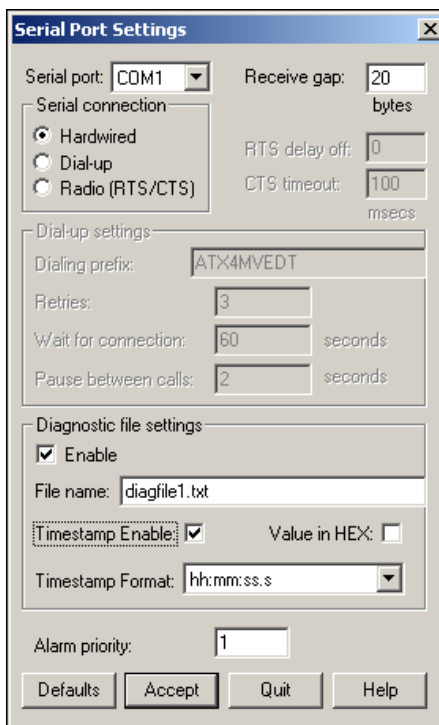 Serial Port Settings
Serial port: COM1 Receive gap: 20
bytes
Serial connection
Hardwired
Dial-up
Radio (RTS/CTS)
RTS delay off: 0
CTS timeout: 100
msecs
Dial-up settings
Dialing prefix: ATX4MVEDT
Retries: 3
Wait for connection: 60 seconds
Pause between calls: 2 seconds
Diagnostic file settings
Enable
File name: diagfile1.txt
Timestamp Enable: Value in HEX:
Timestamp Format: hh:mm:ss.s
Alarm priority: 1
Defaults Accept Quit Help